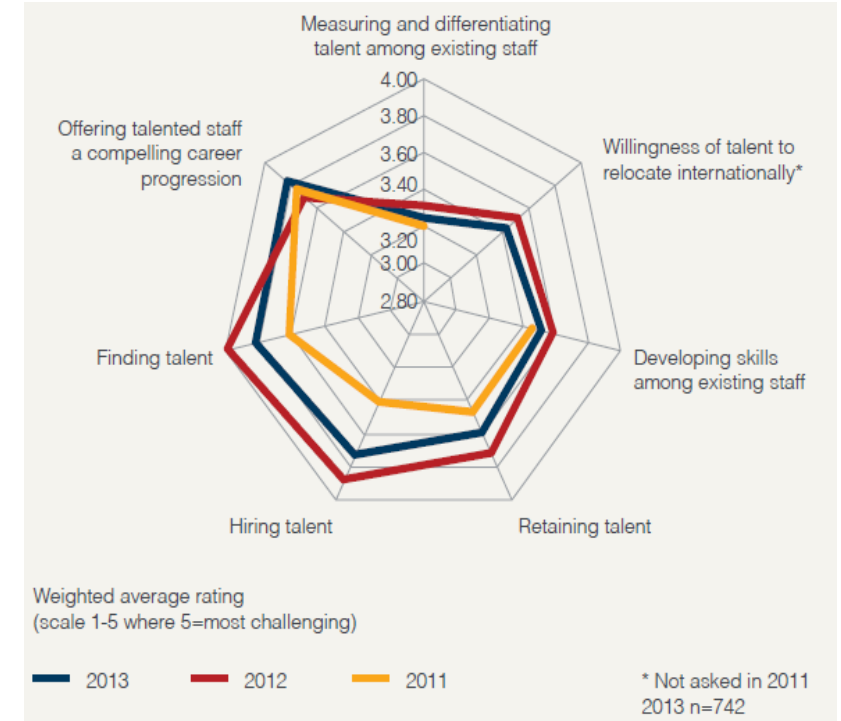 Measuring and differentiating
talent among existing staff
4.00
3.80
3.60
3.40
3.20
3.00
2.80
Offering talented staff
a compelling career
progression
Willingness of talent to
relocate internationally*
Finding talent
Developing skills
among existing staff
Hiring talent
Retaining talent
Weighted average rating
(scale 1-5 where 5=most challenging)
2013
2012
2011
* Not asked in 2011
2013 n=742